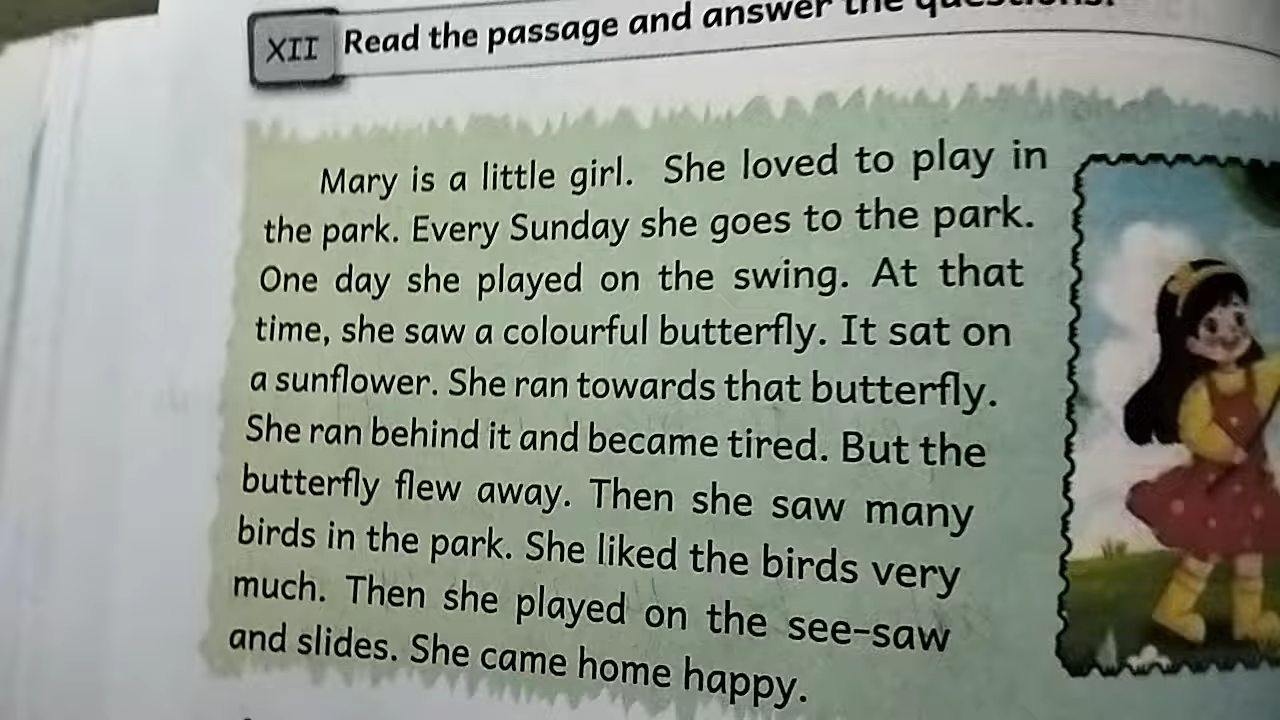 XII Read the passage and answer the questions.
Mary is a little girl. She loved to play in
the park. Every Sunday she goes to the park.
One day she played on the swing. At that
time, she saw a colourful butterfly. It sat on
a sunflower. She ran towards that butterfly.
She ran behind it and became tired. But the
butterfly flew away. Then she saw many
birds in the park. She liked the birds very
much. Then she played on the see-saw
and slides. She came home happy.